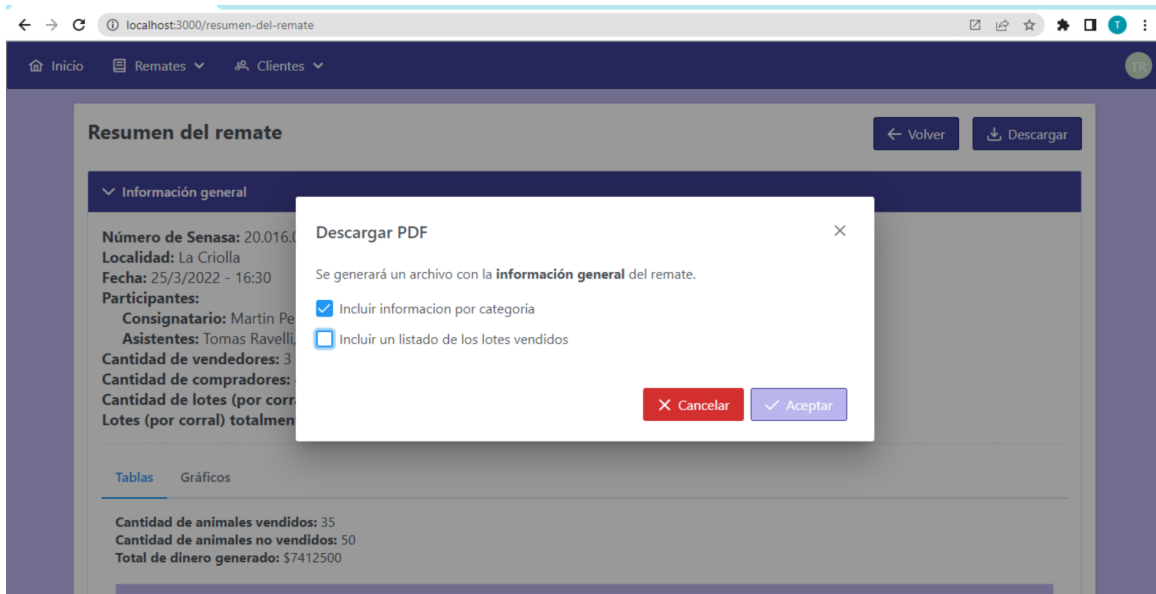 localhost:3000/resumen-del-remate
T
Inicio Remates Clientes TR
Resumen del remate
Volver Descargar
Información general
Número de Senasa: 20.016.
Localidad: La Criolla
Fecha: 25/3/2022 - 16:30
Participantes:
Consignatario: Martin Pe
Asistentes: Tomas Ravelli,
Cantidad de vendedores: 3
Cantidad de compradores:
Cantidad de lotes (por corr
Lotes (por corral) totalmen
Descargar PDF
Se generará un archivo con la información general del remate.
Incluir informacion por categoria
Incluir un listado de los lotes vendidos
Cancelar Aceptar
Tablas Gráficos
Cantidad de animales vendidos: 35
Cantidad de animales no vendidos: 50
Total de dinero generado: $7412500